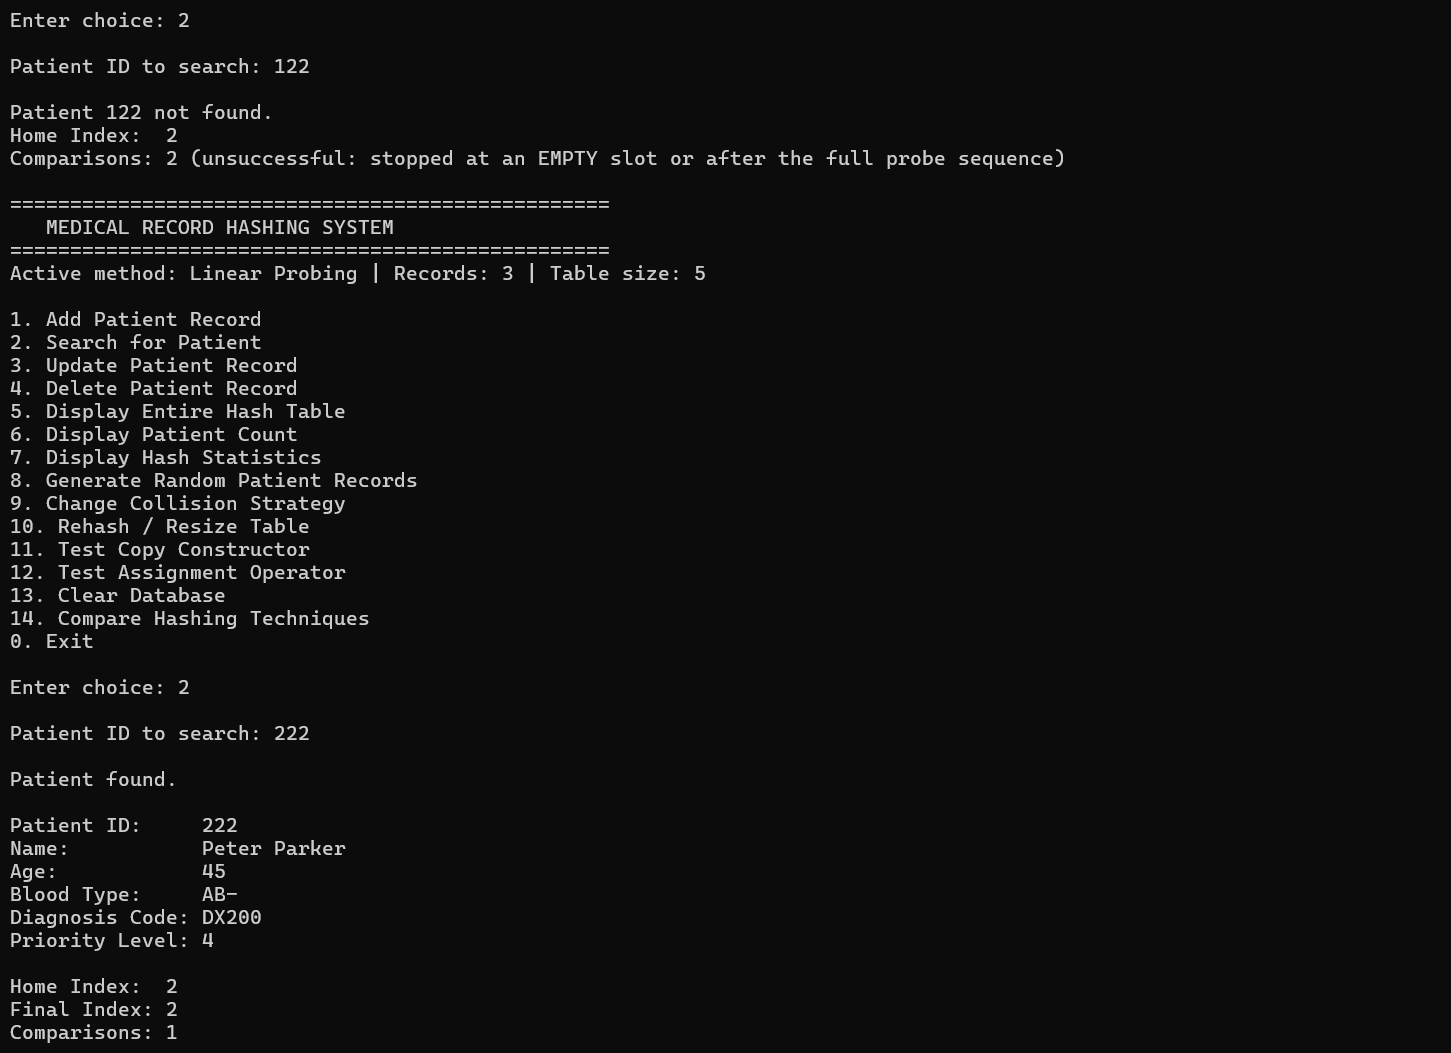 Enter choice: 2
Patient ID to search: 122
Patient 122 not found.
Home Index:  2
Comparisons: 2 (unsuccessful: stopped at an EMPTY slot or after the full probe sequence)
==================================================
   MEDICAL RECORD HASHING SYSTEM
==================================================
Active method: Linear Probing | Records: 3 | Table size: 5
1. Add Patient Record
2. Search for Patient
3. Update Patient Record
4. Delete Patient Record
5. Display Entire Hash Table
6. Display Patient Count
7. Display Hash Statistics
8. Generate Random Patient Records
9. Change Collision Strategy
10. Rehash / Resize Table
11. Test Copy Constructor
12. Test Assignment Operator
13. Clear Database
14. Compare Hashing Techniques
0. Exit
Enter choice: 2
Patient ID to search: 222
Patient found.
Patient ID:     222
Name:           Peter Parker
Age:            45
Blood Type:     AB-
Diagnosis Code: DX200
Priority Level: 4
Home Index:  2
Final Index: 2
Comparisons: 1